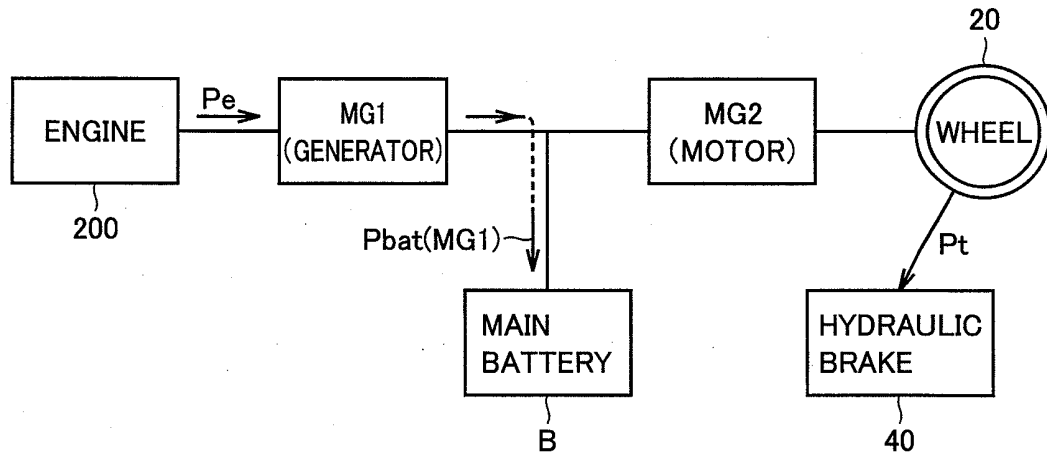 20
Pe
ENGINE
MG1
(GENERATOR)
MG2
(MOTOR)
WHEEL
200
Pbat(MG1)
Pt
MAIN
BATTERY
HYDRAULIC
BRAKE
B
40